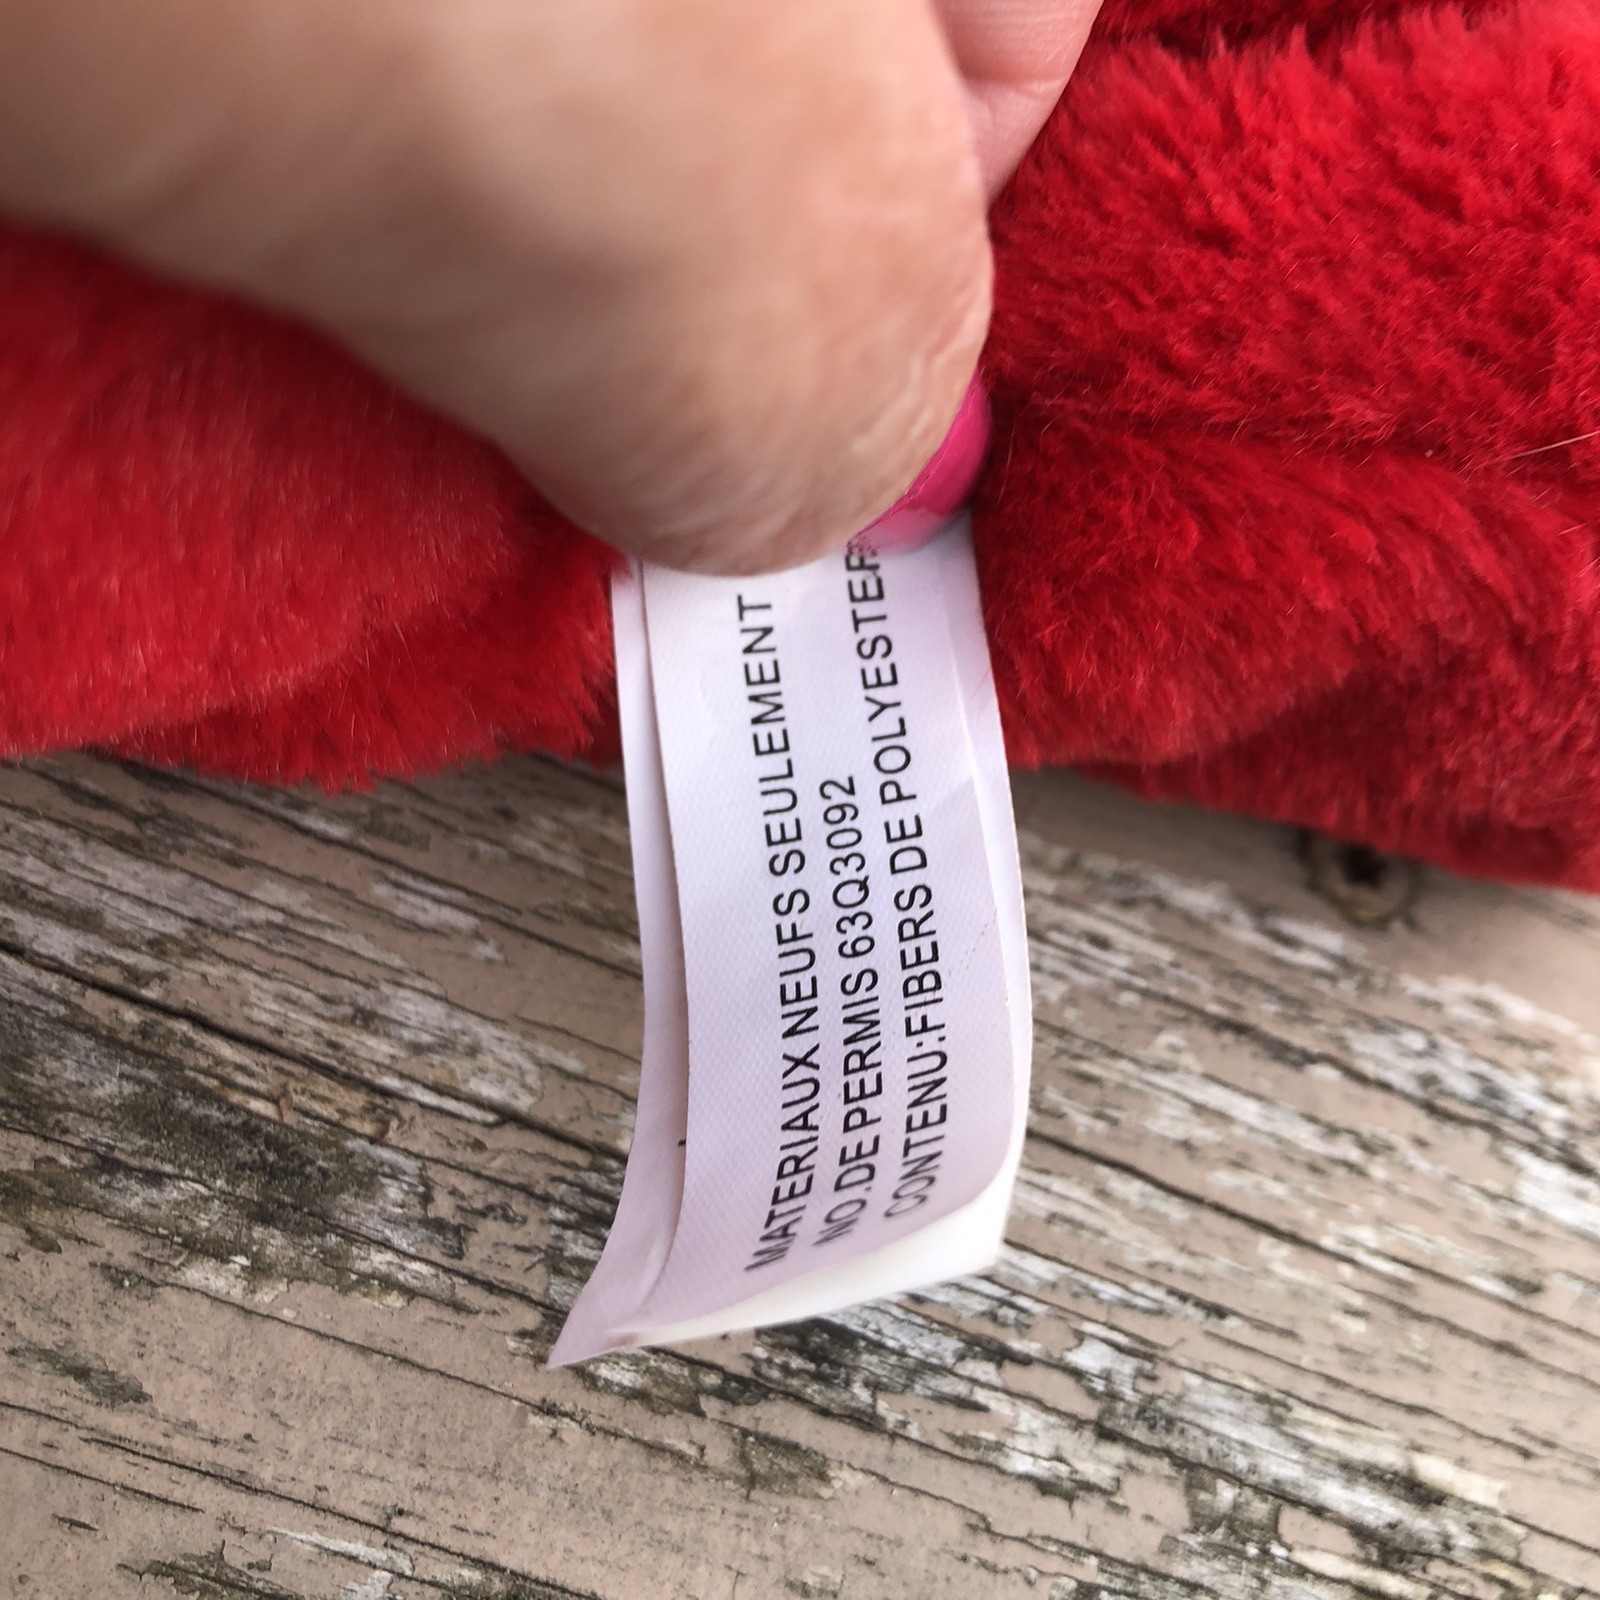 MATERIAUX NEUFS SEULEMENT
NO.DE PERMIS 63Q3092
CONTENU:FIBERS DE POLYESTER